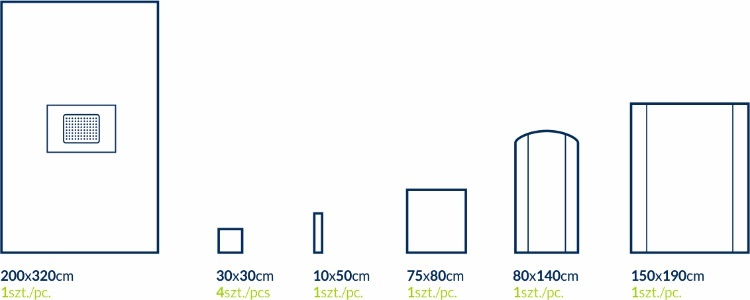 200x320cm
1szt./pc.
30x30cm
4szt./pcs
10x50cm
1szt./pc.
75x80cm
1szt./pc.
80x140cm
1szt./pc.
150x190cm
1szt./pc.